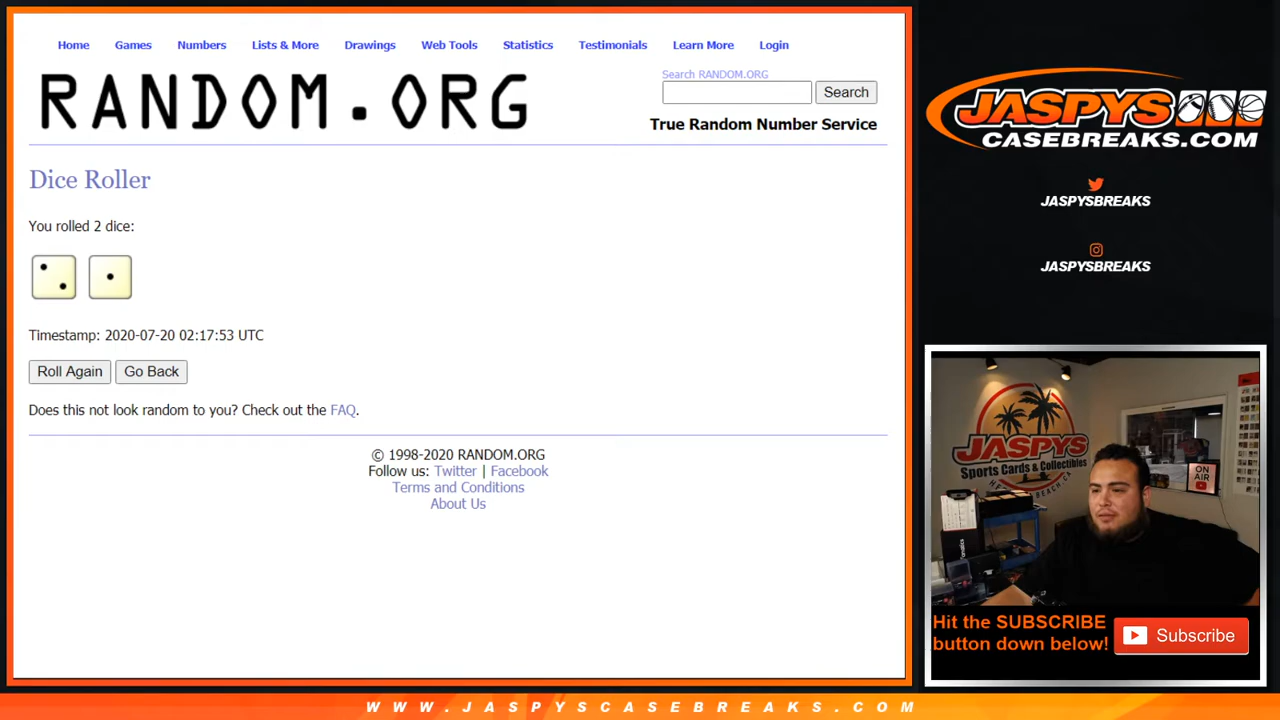 Home Games Numbers Lists & More Drawings Web Tools Statistics Testimonials Learn More Login
RANDOM.ORG
Search RANDOM.ORG
Search
True Random Number Service
Dice Roller
You rolled 2 dice:
Timestamp: 2020-07-20 02:17:53 UTC
Roll Again Go Back
Does this not look random to you? Check out the FAQ.
© 1998-2020 RANDOM.ORG
Follow us: Twitter | Facebook
Terms and Conditions
About Us
JASPYS
CASEBREAKS.COM
JASPYSBREAKS
JASPYSBREAKS
JASPYS
Sports Cards & Collectibles
ON
AIR
Hit the SUBSCRIBE
button down below!
Subscribe
WWW.JASPYSCASEBREAKS.COM